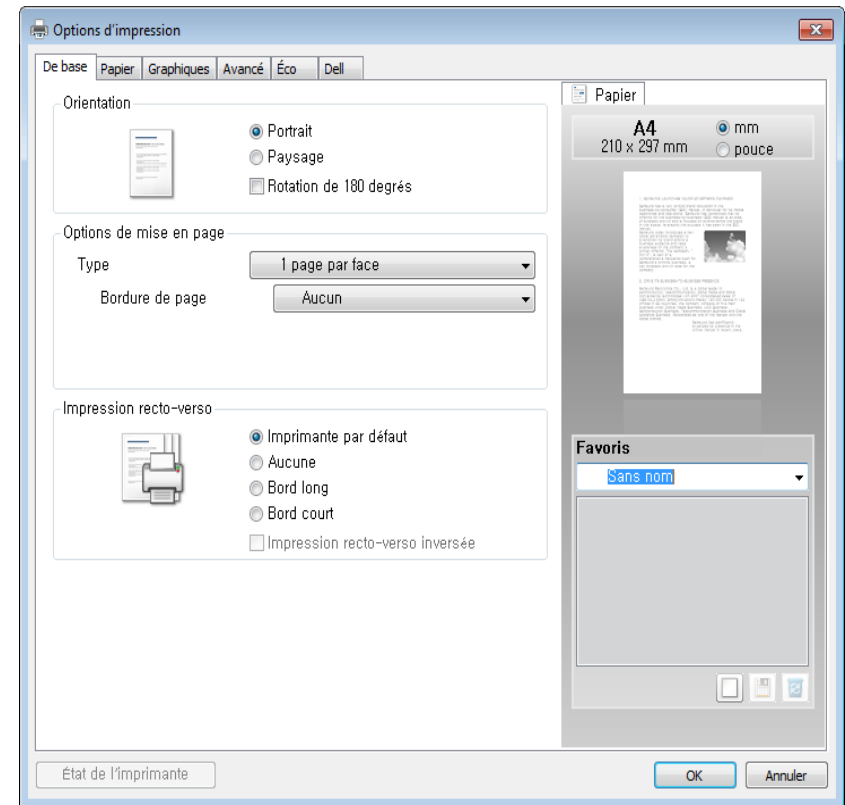 Options d'impression
De base Papier Graphiques Avancé Éco Dell
Orientation
Portrait
Paysage
Rotation de 180 degrés
Options de mise en page
Type 1 page par face
Bordure de page Aucun
Impression recto-verso
Imprimante par défaut
Aucune
Bord long
Bord court
Impression recto-verso inversée
Papier
A4 mm
210 x 297 mm pouce
Favoris
Sans nom
État de l'imprimante
OK Annuler